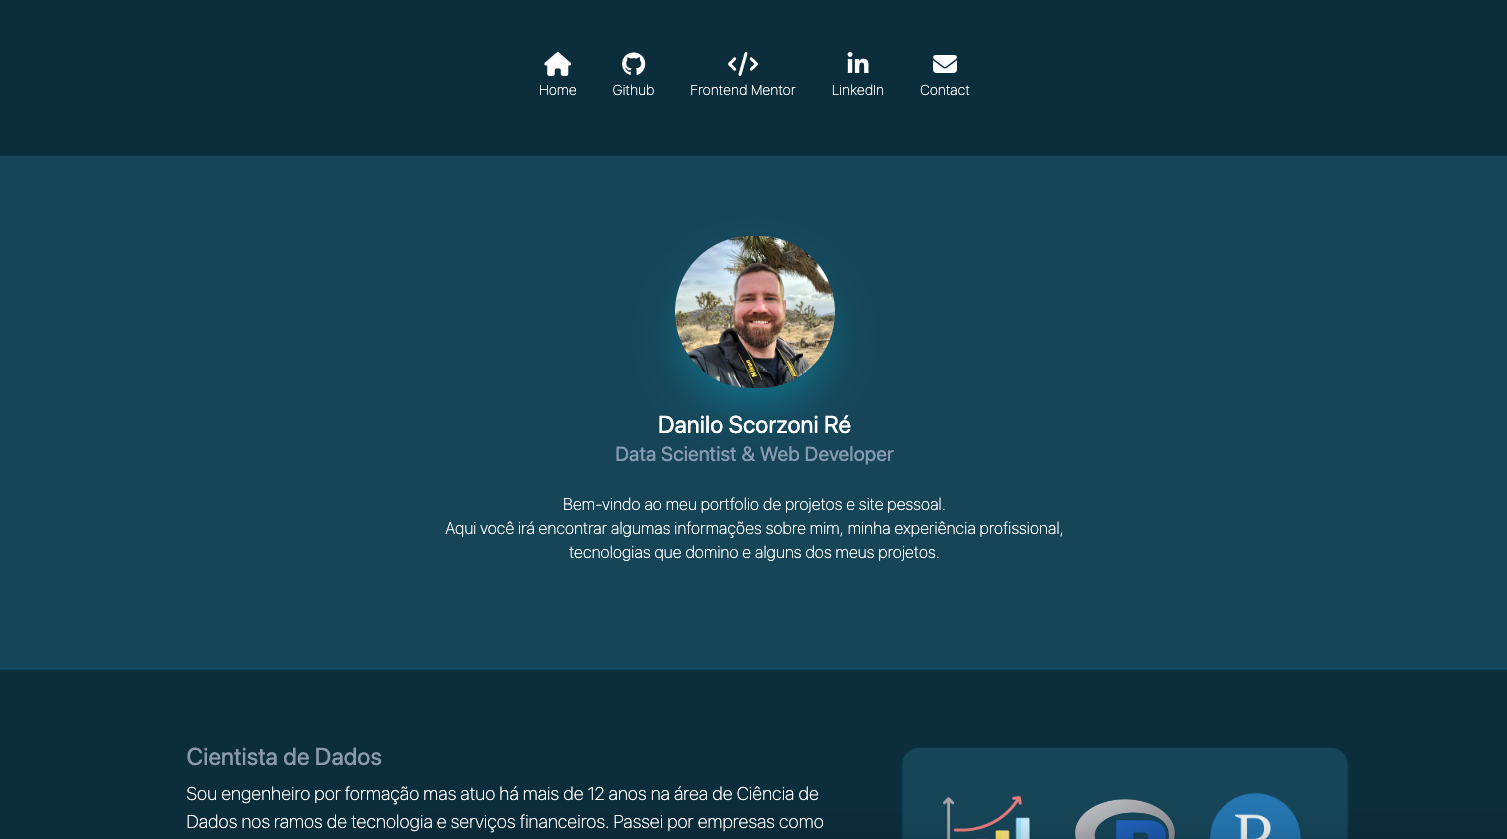 Home
Github
Frontend Mentor
LinkedIn
Contact
Nikon
Danilo Scorzoni Ré
Data Scientist & Web Developer
Bem-vindo ao meu portfolio de projetos e site pessoal.
Aqui você irá encontrar algumas informações sobre mim, minha experiência profissional,
tecnologias que domino e alguns dos meus projetos.
Cientista de Dados
Sou engenheiro por formação mas atuo há mais de 12 anos na área de Ciência de
Dados nos ramos de tecnologia e serviços financeiros. Passei por empresas como
R
R